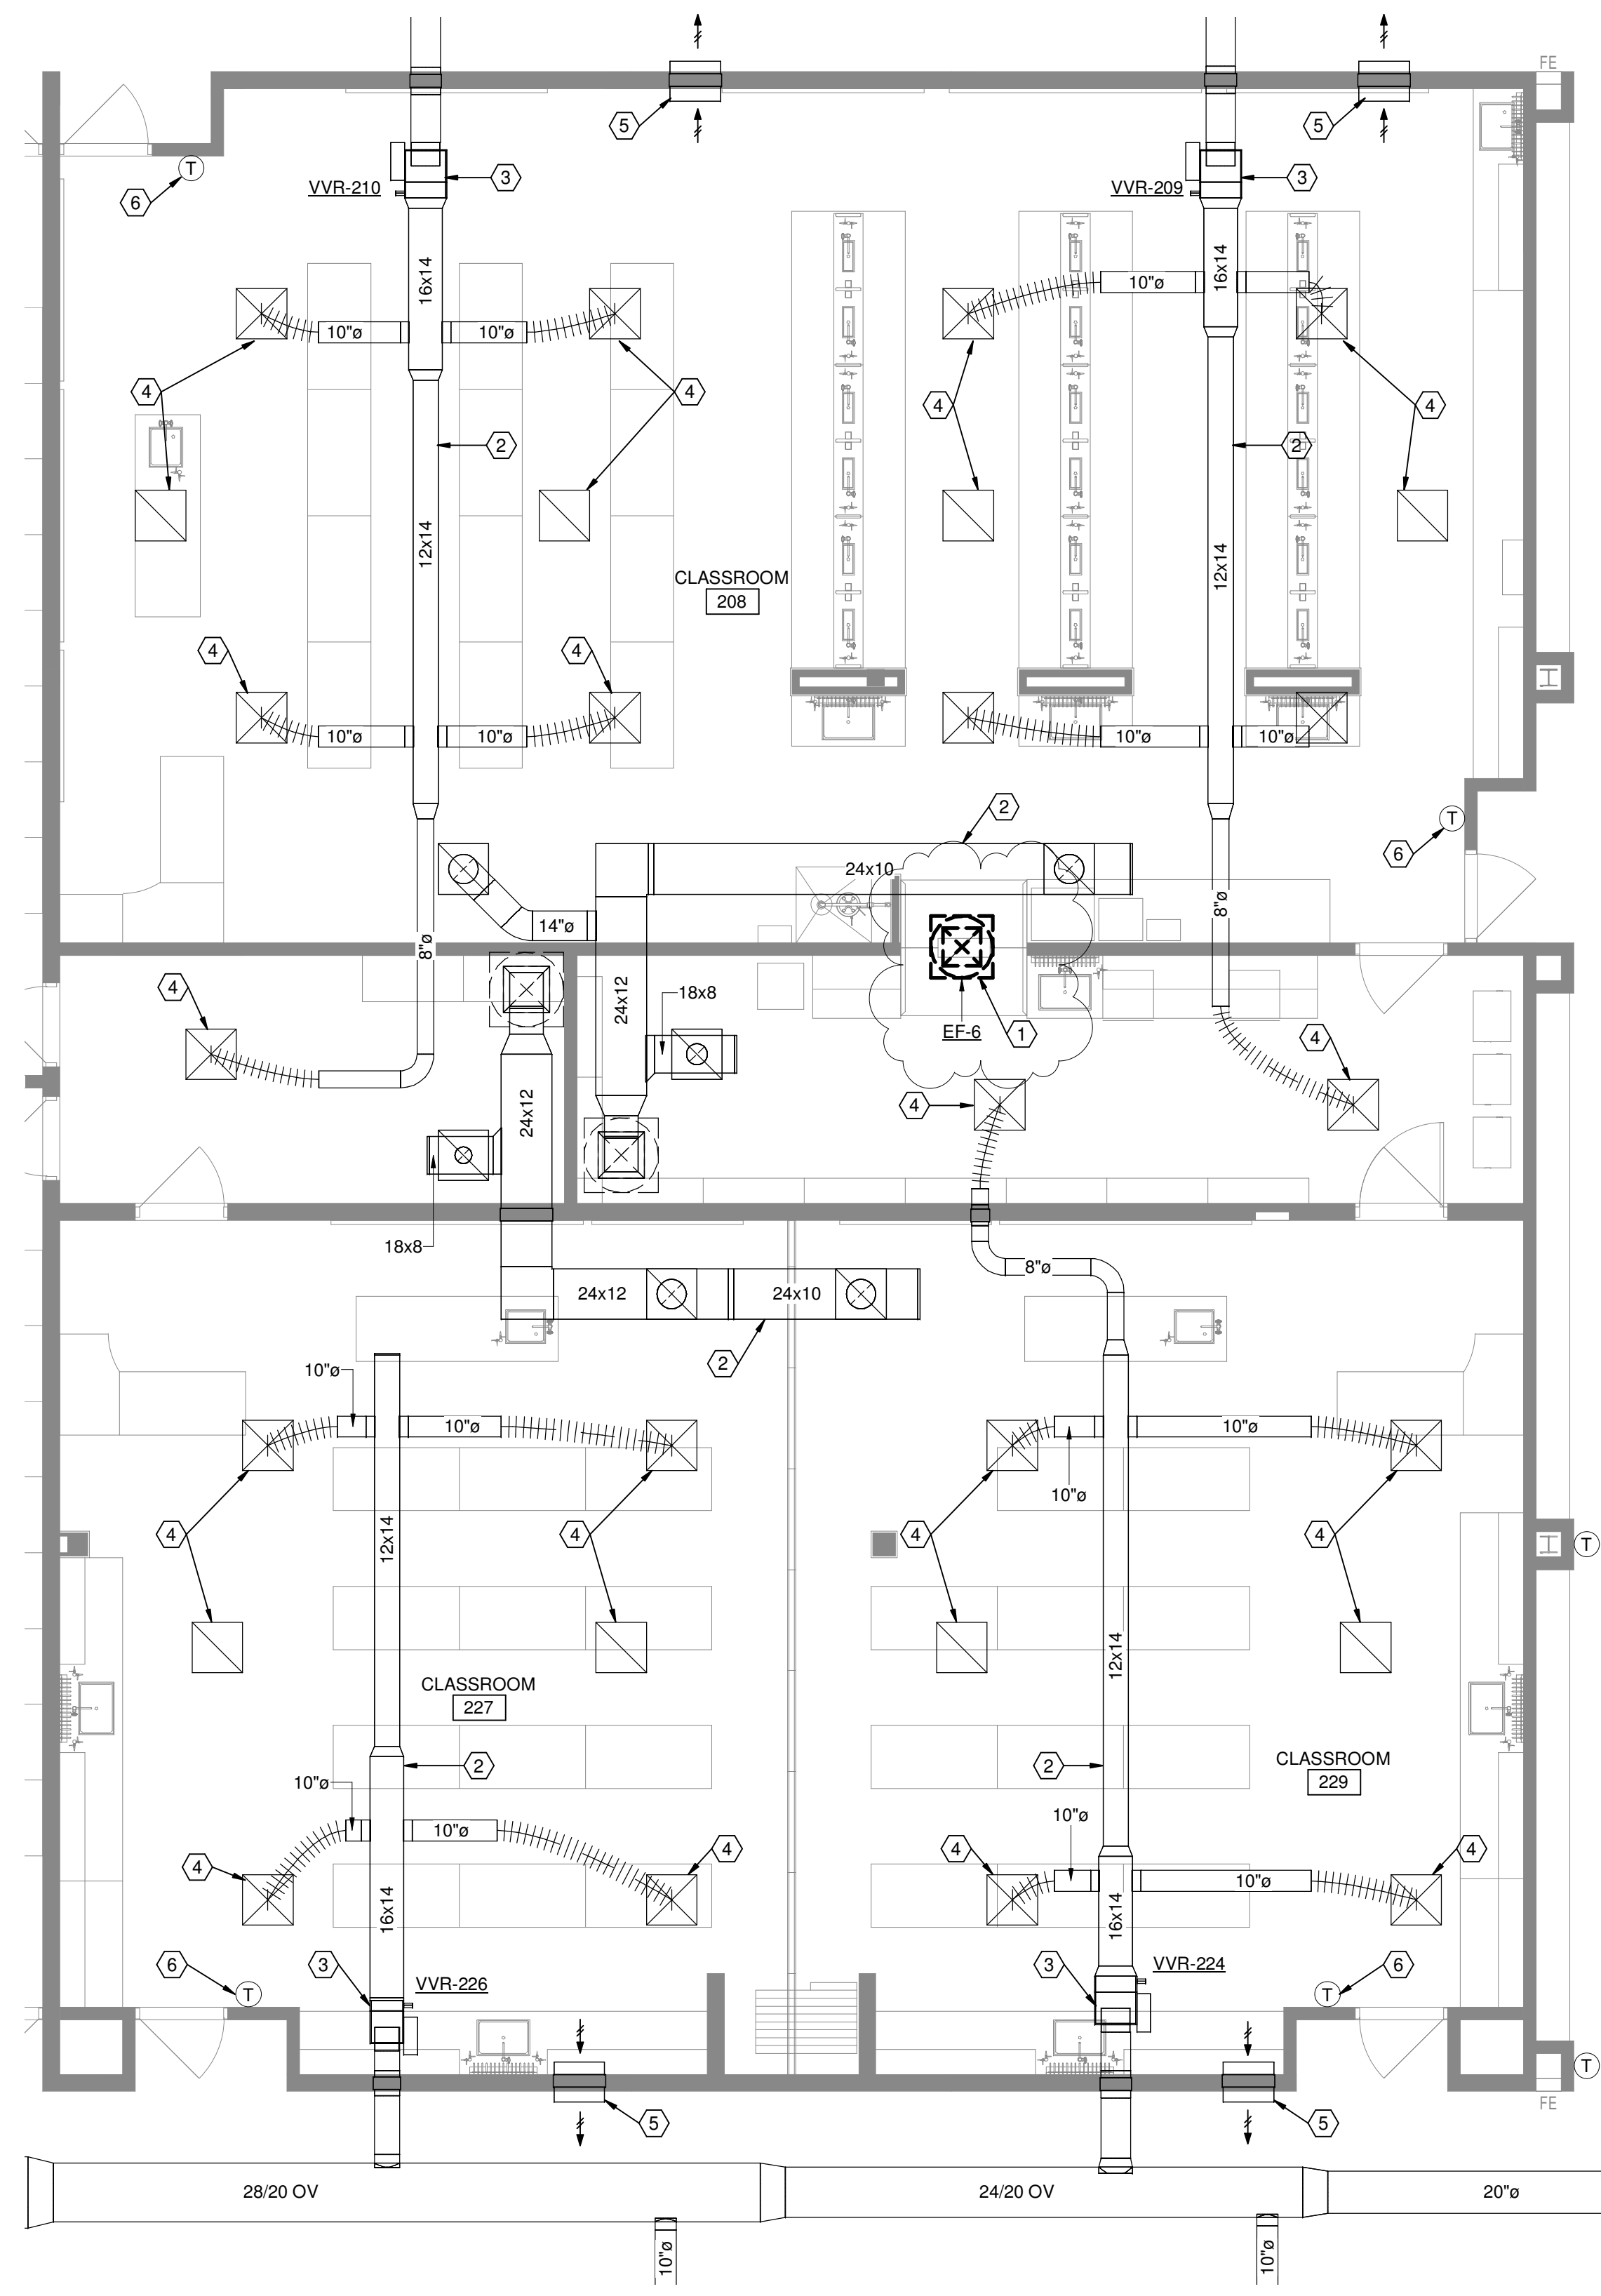 FE
5
5
T
3
3
6
VVR-210
VVR-209
16x14
16x14
10"ø
10"ø
10"ø
4
4
4
4
2
2
12x14
12x14
CLASSROOM
208
4
4
10"ø
10"ø
10"ø
10"ø
2
T
6
24x10
8"ø
14"ø
8"ø
4
24x12
18x8
EF-6
1
4
4
24x12
18x8
8"ø
24x12
24x10
2
10"ø
10"ø
10"ø
10"ø
4
4
4
4
T
12x14
12x14
CLASSROOM
227
CLASSROOM
229
2
2
10"ø
10"ø
10"ø
10"ø
4
4
4
4
16x14
16x14
6
3
VVR-226
3
VVR-224
6
T
T
T
5
5
FE
28/20 OV
24/20 OV
20"ø
10"ø
10"ø